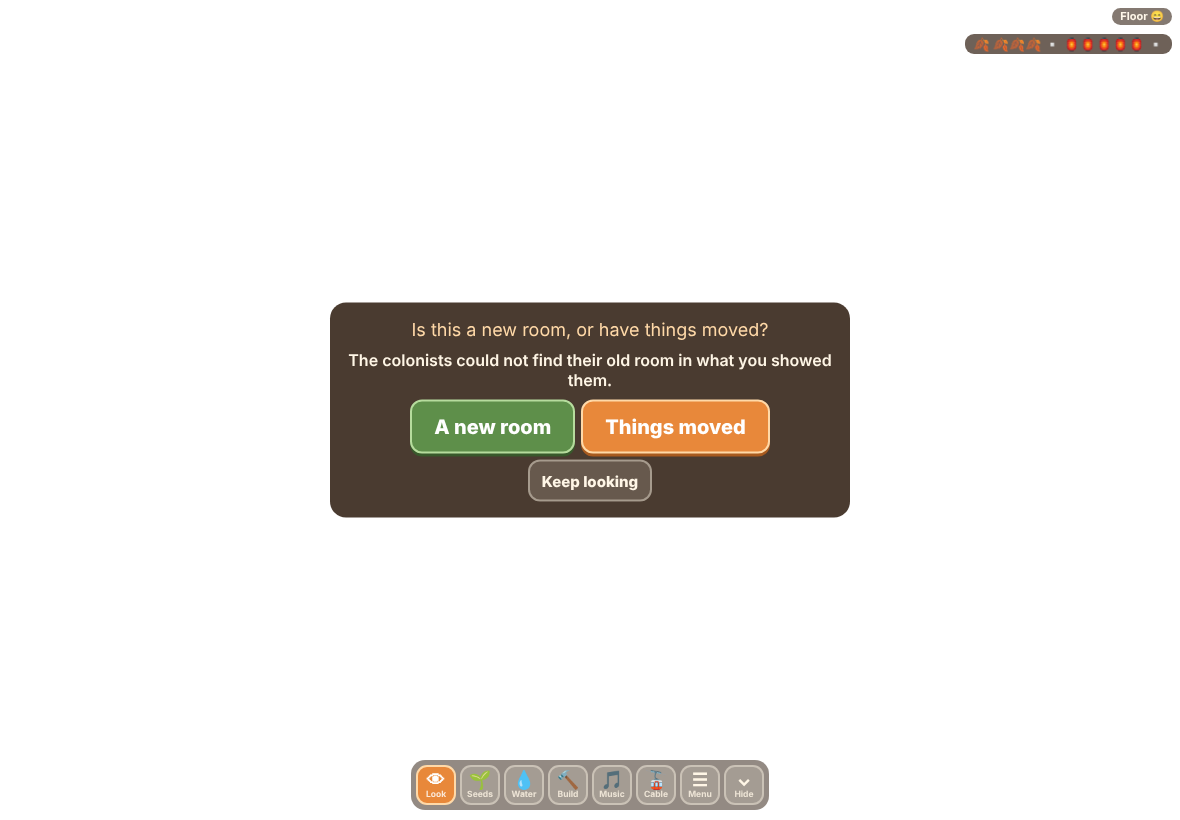 Floor 😀
Is this a new room, or have things moved?
The colonists could not find their old room in what you showed
them.
A new room
Things moved
Keep looking
Look
Seeds
Water
Build
Music
Cable
Menu
Hide